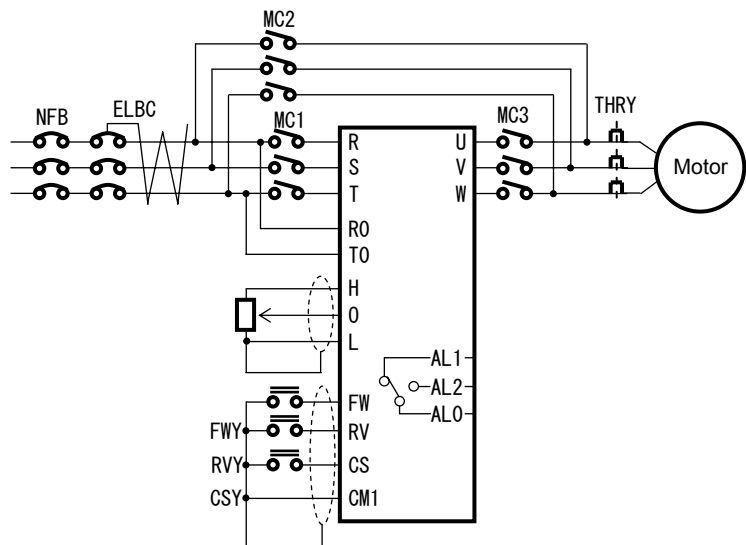 MC2
NFB
ELBC
MC1
MC3
THRY
R
U
S
V
T
W
Motor
R0
T0
H
O
L
AL1
AL2
AL0
FW
FWY
RV
RVY
CS
CSY
CM1